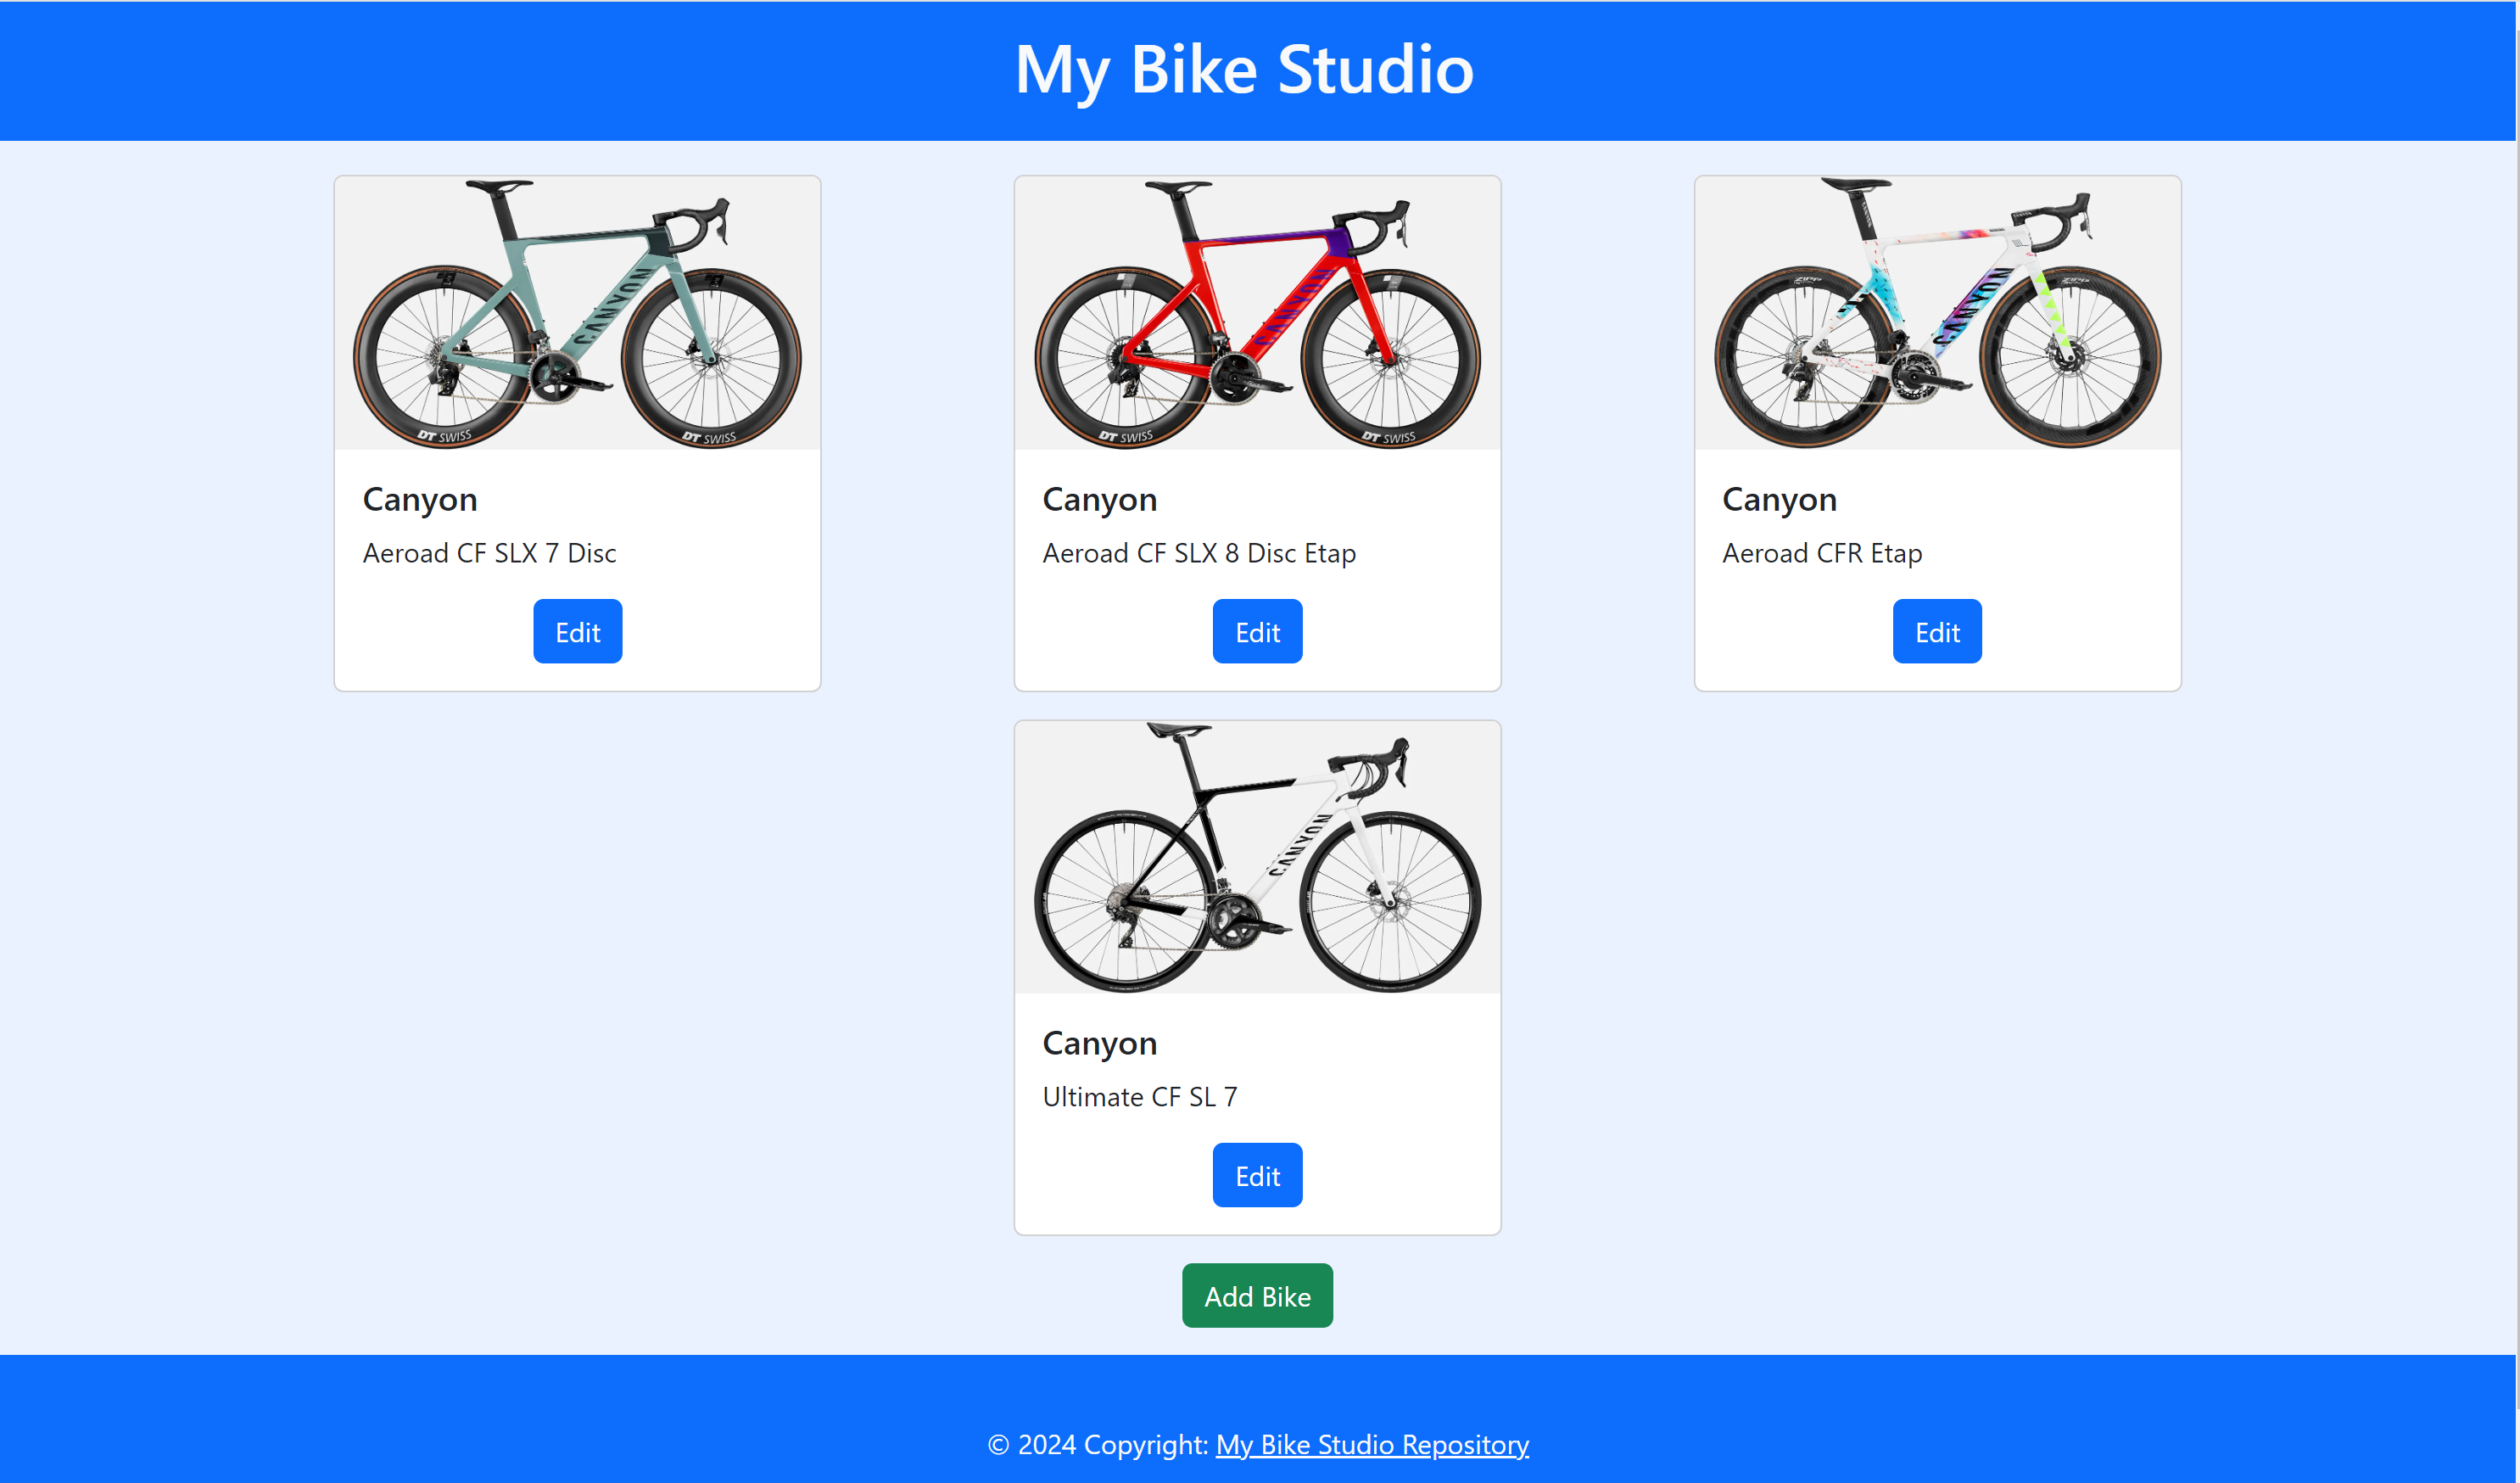 My Bike Studio
CANYON
DT SWISS
DT SWISS
CANYON
DT SWISS
DT SWISS
ZIPP
ZIPP
CANYON
Canyon
Aeroad CF SLX 7 Disc
Edit
Canyon
Aeroad CF SLX 8 Disc Etap
Edit
Canyon
Aeroad CFR Etap
Edit
CANYON
Canyon
Ultimate CF SL 7
Edit
Add Bike
© 2024 Copyright: My Bike Studio Repository